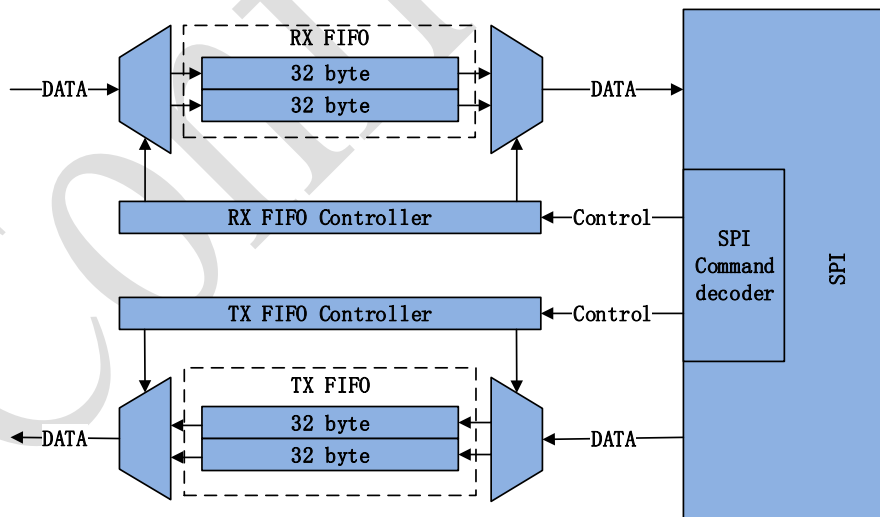 RX FIFO
32 byte
32 byte
DATA
DATA
RX FIFO Controller
Control
SPI
Command
decoder
SPI
TX FIFO Controller
Control
TX FIFO
32 byte
32 byte
DATA
DATA